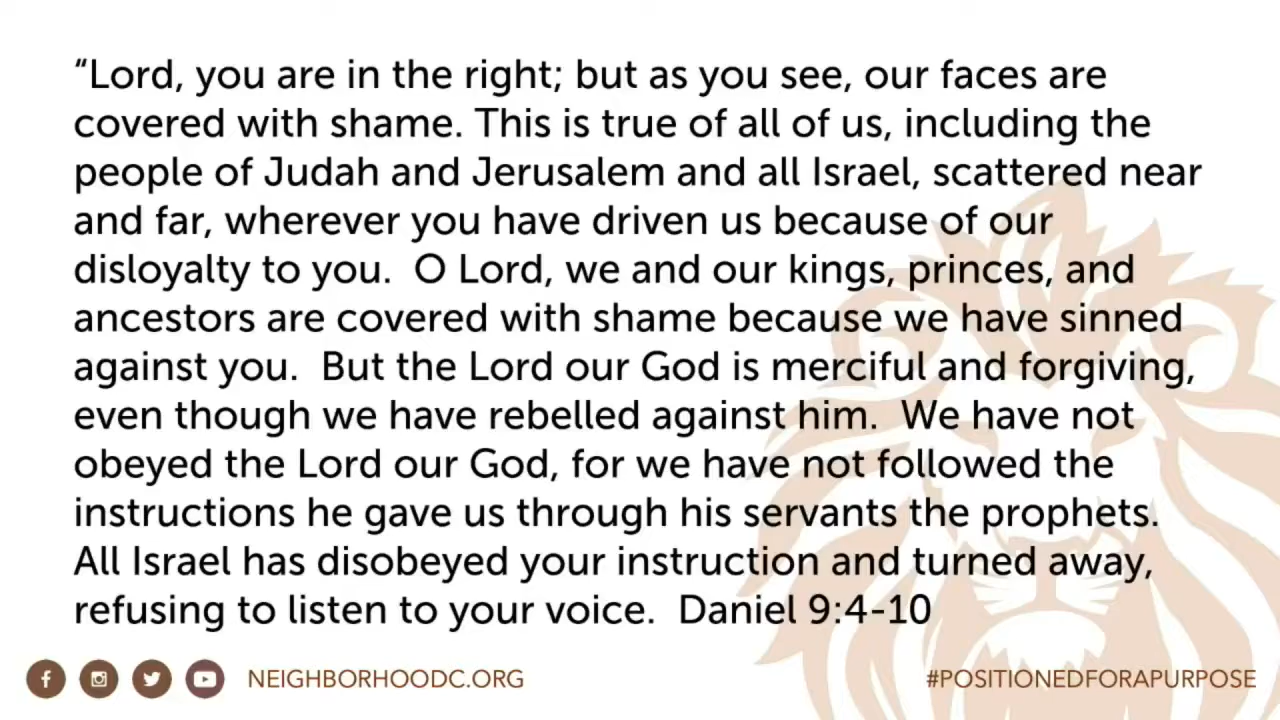 “Lord, you are in the right; but as you see, our faces are
covered with shame. This is true of all of us, including the
people of Judah and Jerusalem and all Israel, scattered near
and far, wherever you have driven us because of our
disloyalty to you.  O Lord, we and our kings, princes, and
ancestors are covered with shame because we have sinned
against you.  But the Lord our God is merciful and forgiving,
even though we have rebelled against him.  We have not
obeyed the Lord our God, for we have not followed the
instructions he gave us through his servants the prophets.
All Israel has disobeyed your instruction and turned away,
refusing to listen to your voice.  Daniel 9:4-10
NEIGHBORHOODC.ORG
#POSITIONEDFORAPURPOSE